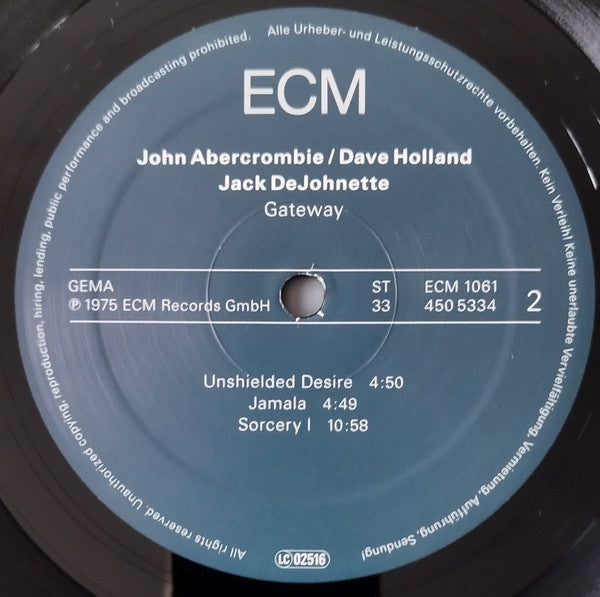 All rights reserved. Unauthorized copying, reproduction, hiring, lending, public performance and broadcasting prohibited. Alle Urheber- und Leistungsschutzrechte vorbehalten. Kein Verleih! Keine unerlaubte Vervielfältigung, Vermietung, Aufführung, Sendung!
ECM
John Abercrombie / Dave Holland
Jack DeJohnette
Gateway
GEMA ST ECM 1061
℗ 1975 ECM Records GmbH 33 450 5334 2
Unshielded Desire 4:50
Jamala 4:49
Sorcery I 10:58
LC 02516